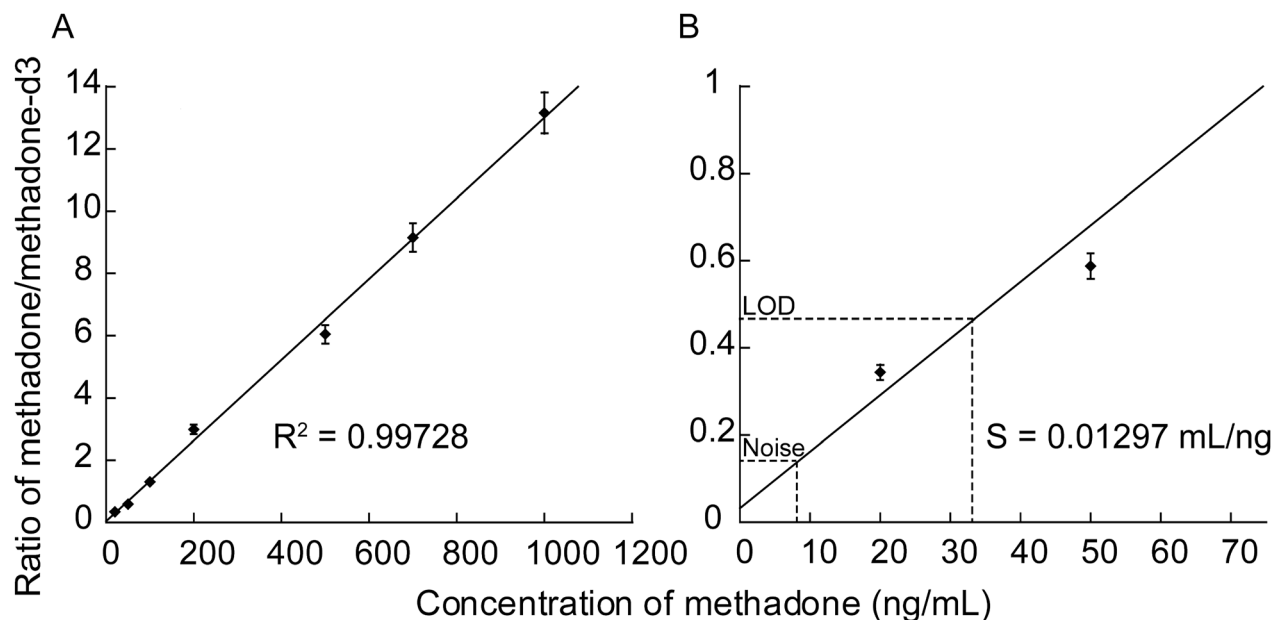 A
B
Ratio of methadone/methadone-d3
14
12
10
8
6
4
2
0
R² = 0.99728
0 200 400 600 800 1000 1200
1
0.8
0.6
LOD
0.4
0.2
Noise
S = 0.01297 mL/ng
0
0 10 20 30 40 50 60 70
Concentration of methadone (ng/mL)